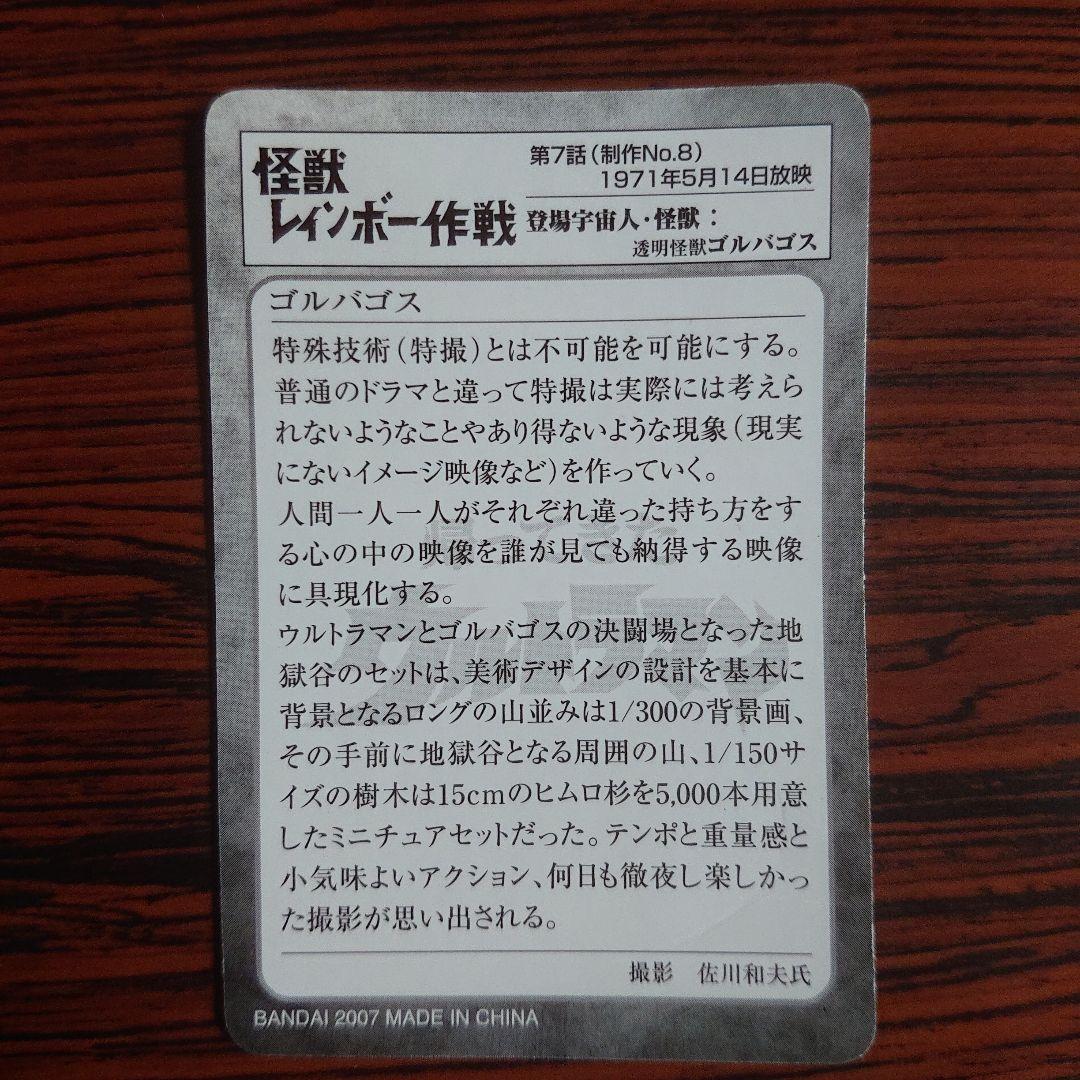 怪獣
レインボー作戦
第7話(制作No.8)
1971年5月14日放映
登場宇宙人・怪獣:
透明怪獣ゴルバゴス
ゴルバゴス
特殊技術(特撮)とは不可能を可能にする。
普通のドラマと違って特撮は実際には考えら
れないようなことやあり得ないような現象(現実
にないイメージ映像など)を作っていく。
人間一人一人がそれぞれ違った持ち方をす
る心の中の映像を誰が見ても納得する映像
に具現化する。
ウルトラマンとゴルバゴスの決闘場となった地
獄谷のセットは、美術デザインの設計を基本に
背景となるロングの山並みは1/300の背景画、
その手前に地獄谷となる周囲の山、1/150サ
イズの樹木は15cmのヒムロ杉を5,000本用意
したミニチュアセットだった。テンポと重量感と
小気味よいアクション、何日も徹夜し楽しかっ
た撮影が思い出される。
撮影 佐川和夫氏
BANDAI 2007 MADE IN CHINA